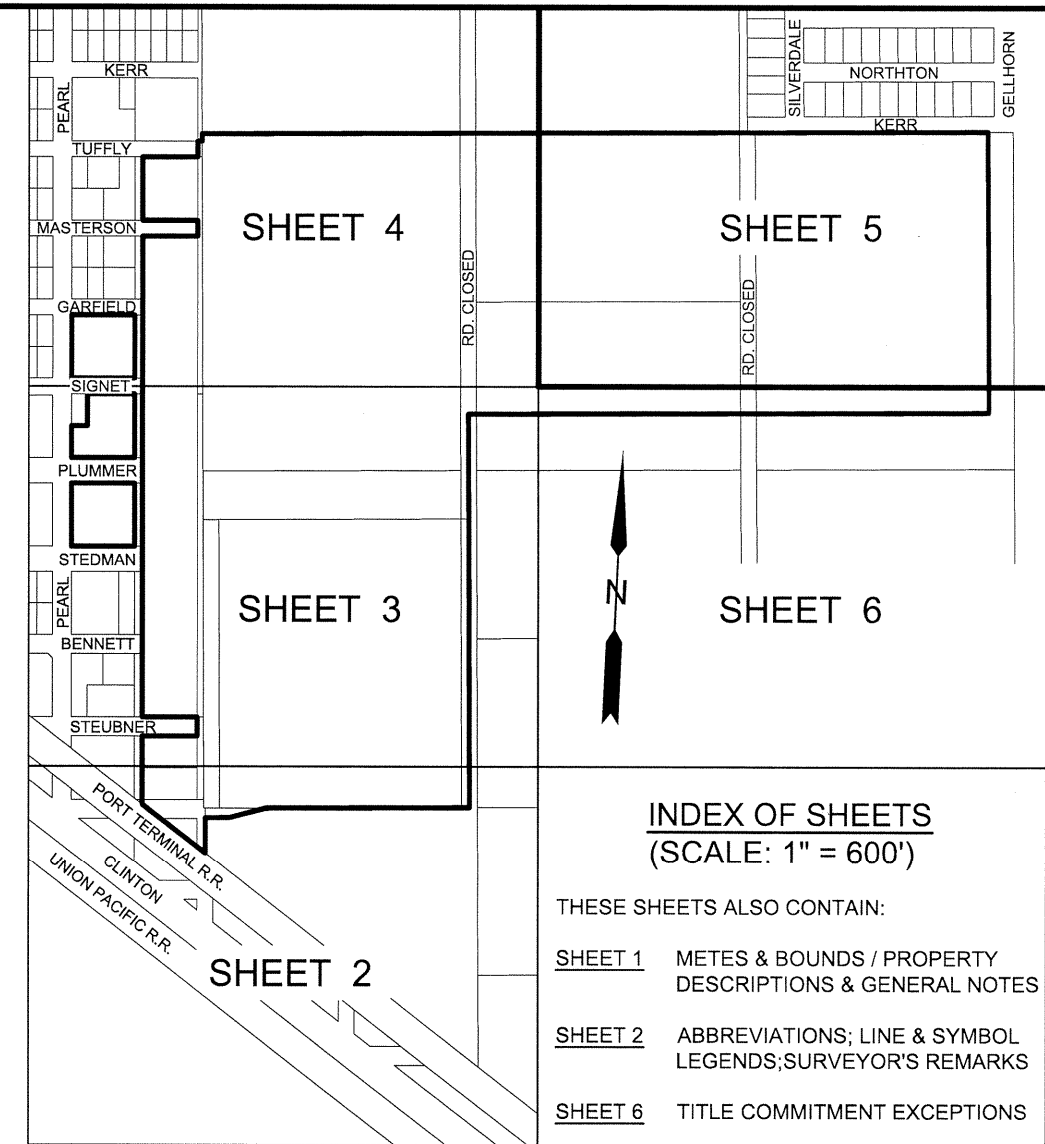 KERR
PEARL
TUFFLY
MASTERSON
GARFIELD
SIGNET
PLUMMER
STEDMAN
PEARL
BENNETT
STEUBNER
PORT TERMINAL R.R.
CLINTON
UNION PACIFIC R.R.
SHEET 4
RD. CLOSED
SILVERDALE
NORTHTON
GELLHORN
KERR
SHEET 5
RD. CLOSED
SHEET 3
N
SHEET 6
SHEET 2
INDEX OF SHEETS
(SCALE: 1" = 600')
THESE SHEETS ALSO CONTAIN:
SHEET 1 METES & BOUNDS / PROPERTY
DESCRIPTIONS & GENERAL NOTES
SHEET 2 ABBREVIATIONS; LINE & SYMBOL
LEGENDS;SURVEYOR'S REMARKS
SHEET 6 TITLE COMMITMENT EXCEPTIONS